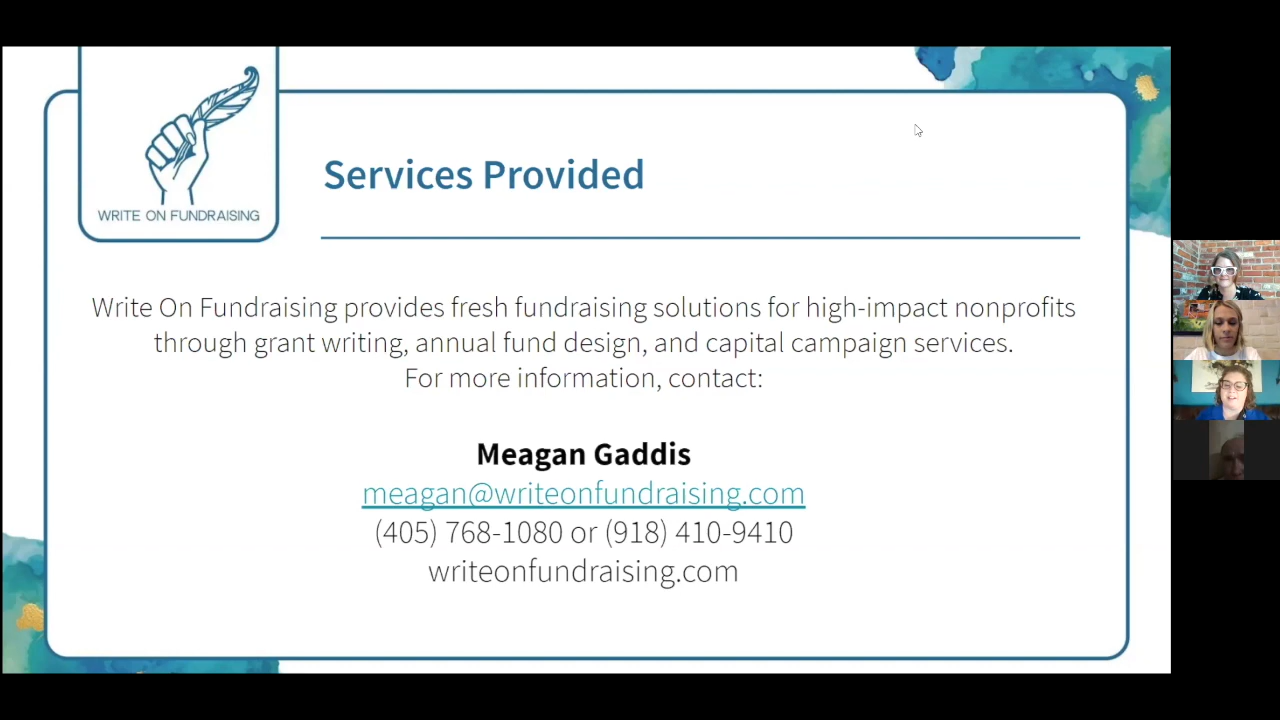 WRITE ON FUNDRAISING
Services Provided
Write On Fundraising provides fresh fundraising solutions for high-impact nonprofits
through grant writing, annual fund design, and capital campaign services.
For more information, contact:
Meagan Gaddis
meagan@writeonfundraising.com
(405) 768-1080 or (918) 410-9410
writeonfundraising.com